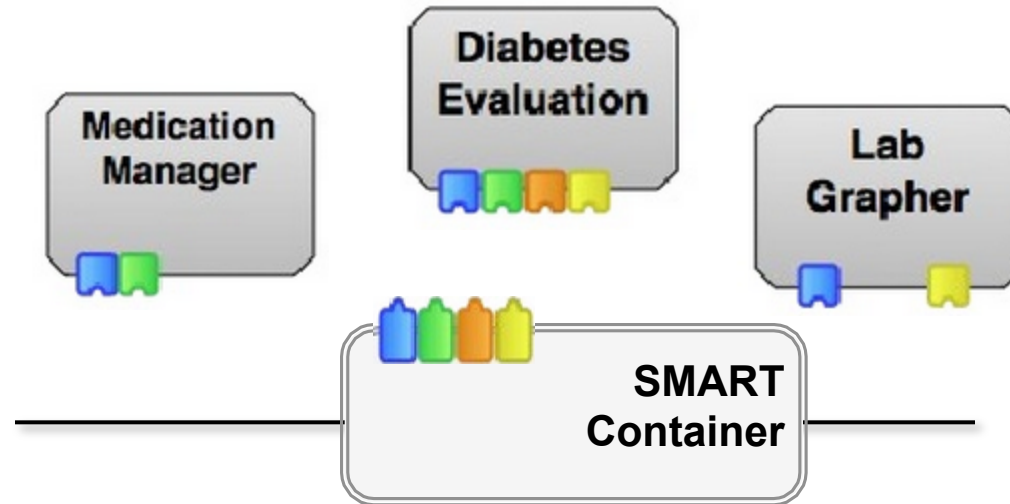 Diabetes
Evaluation
Medication
Manager
Lab
Grapher
SMART
Container